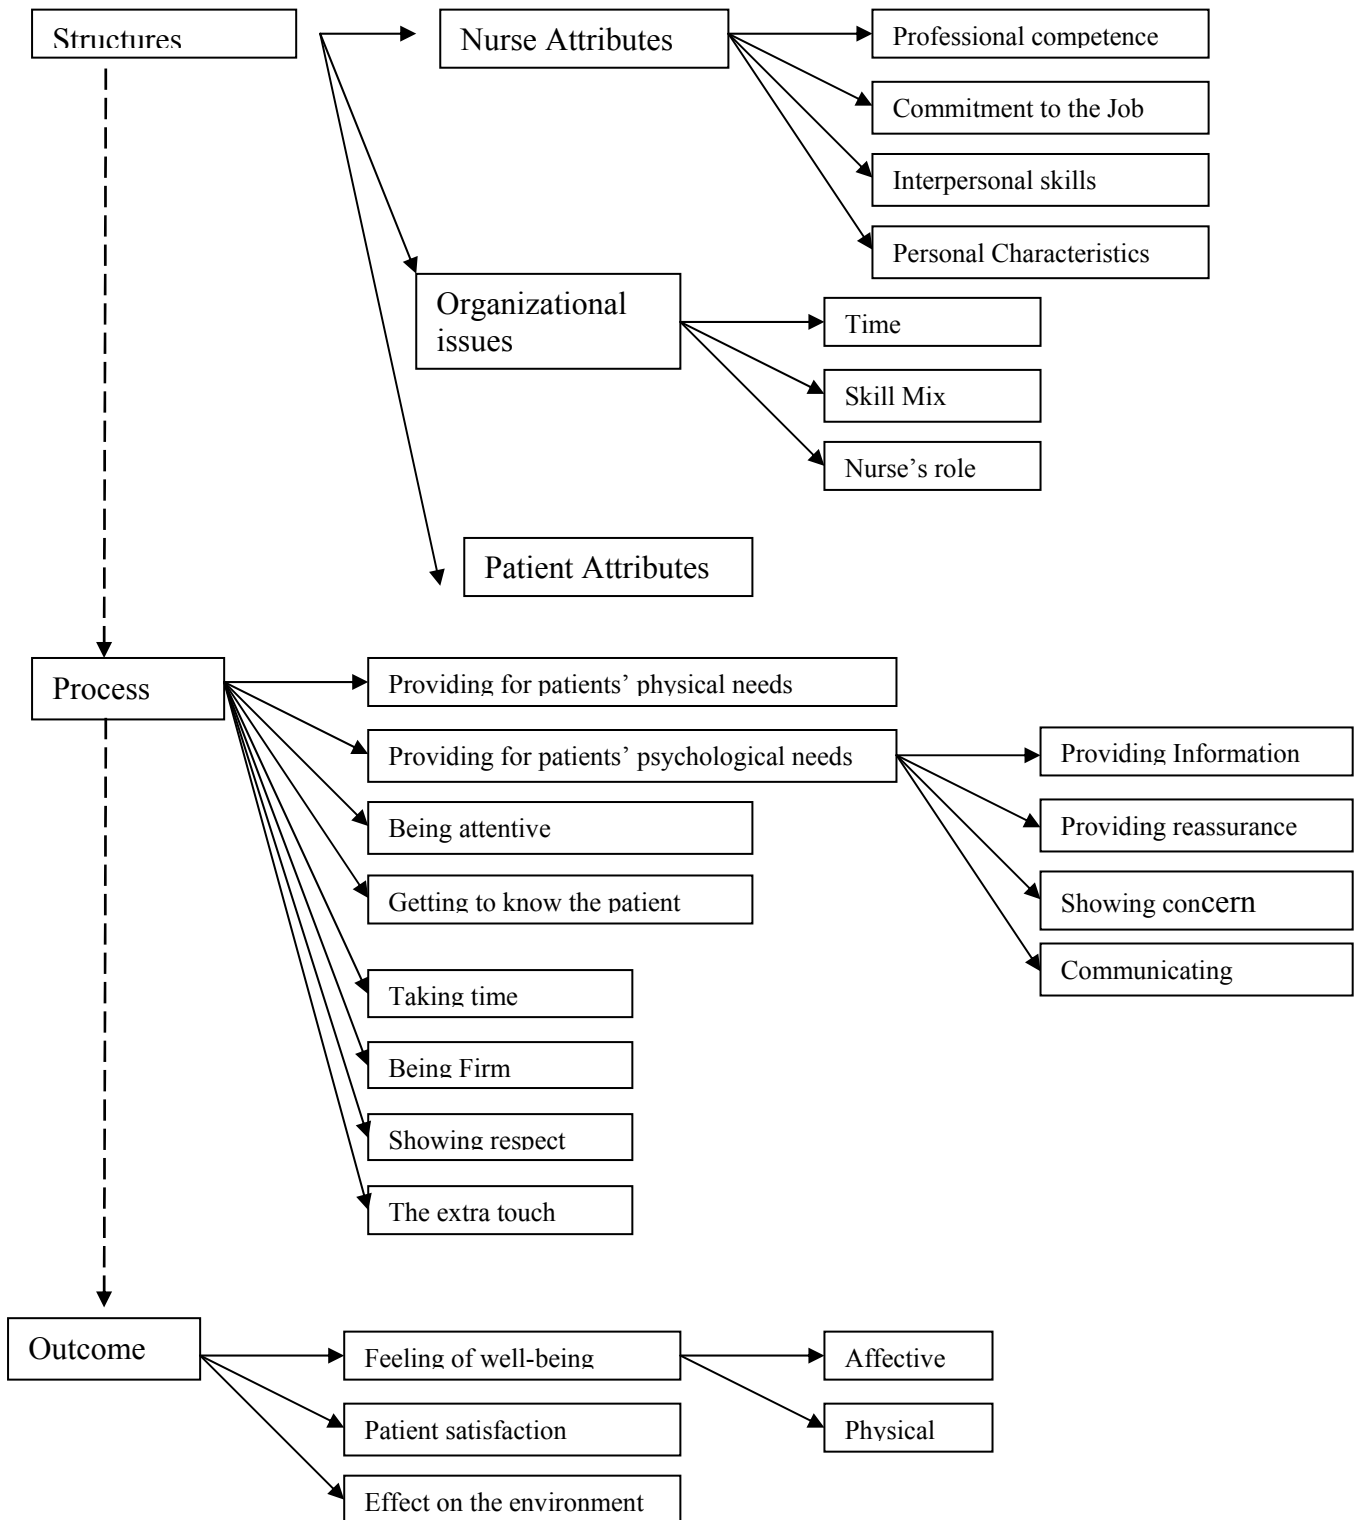 Structures
Nurse Attributes
Professional competence
Commitment to the Job
Interpersonal skills
Personal Characteristics
Organizational
issues
Time
Skill Mix
Nurse’s role
Patient Attributes
Process
Providing for patients’ physical needs
Providing for patients’ psychological needs
Providing Information
Providing reassurance
Showing concern
Communicating
Being attentive
Getting to know the patient
Taking time
Being Firm
Showing respect
The extra touch
Outcome
Feeling of well-being
Affective
Physical
Patient satisfaction
Effect on the environment